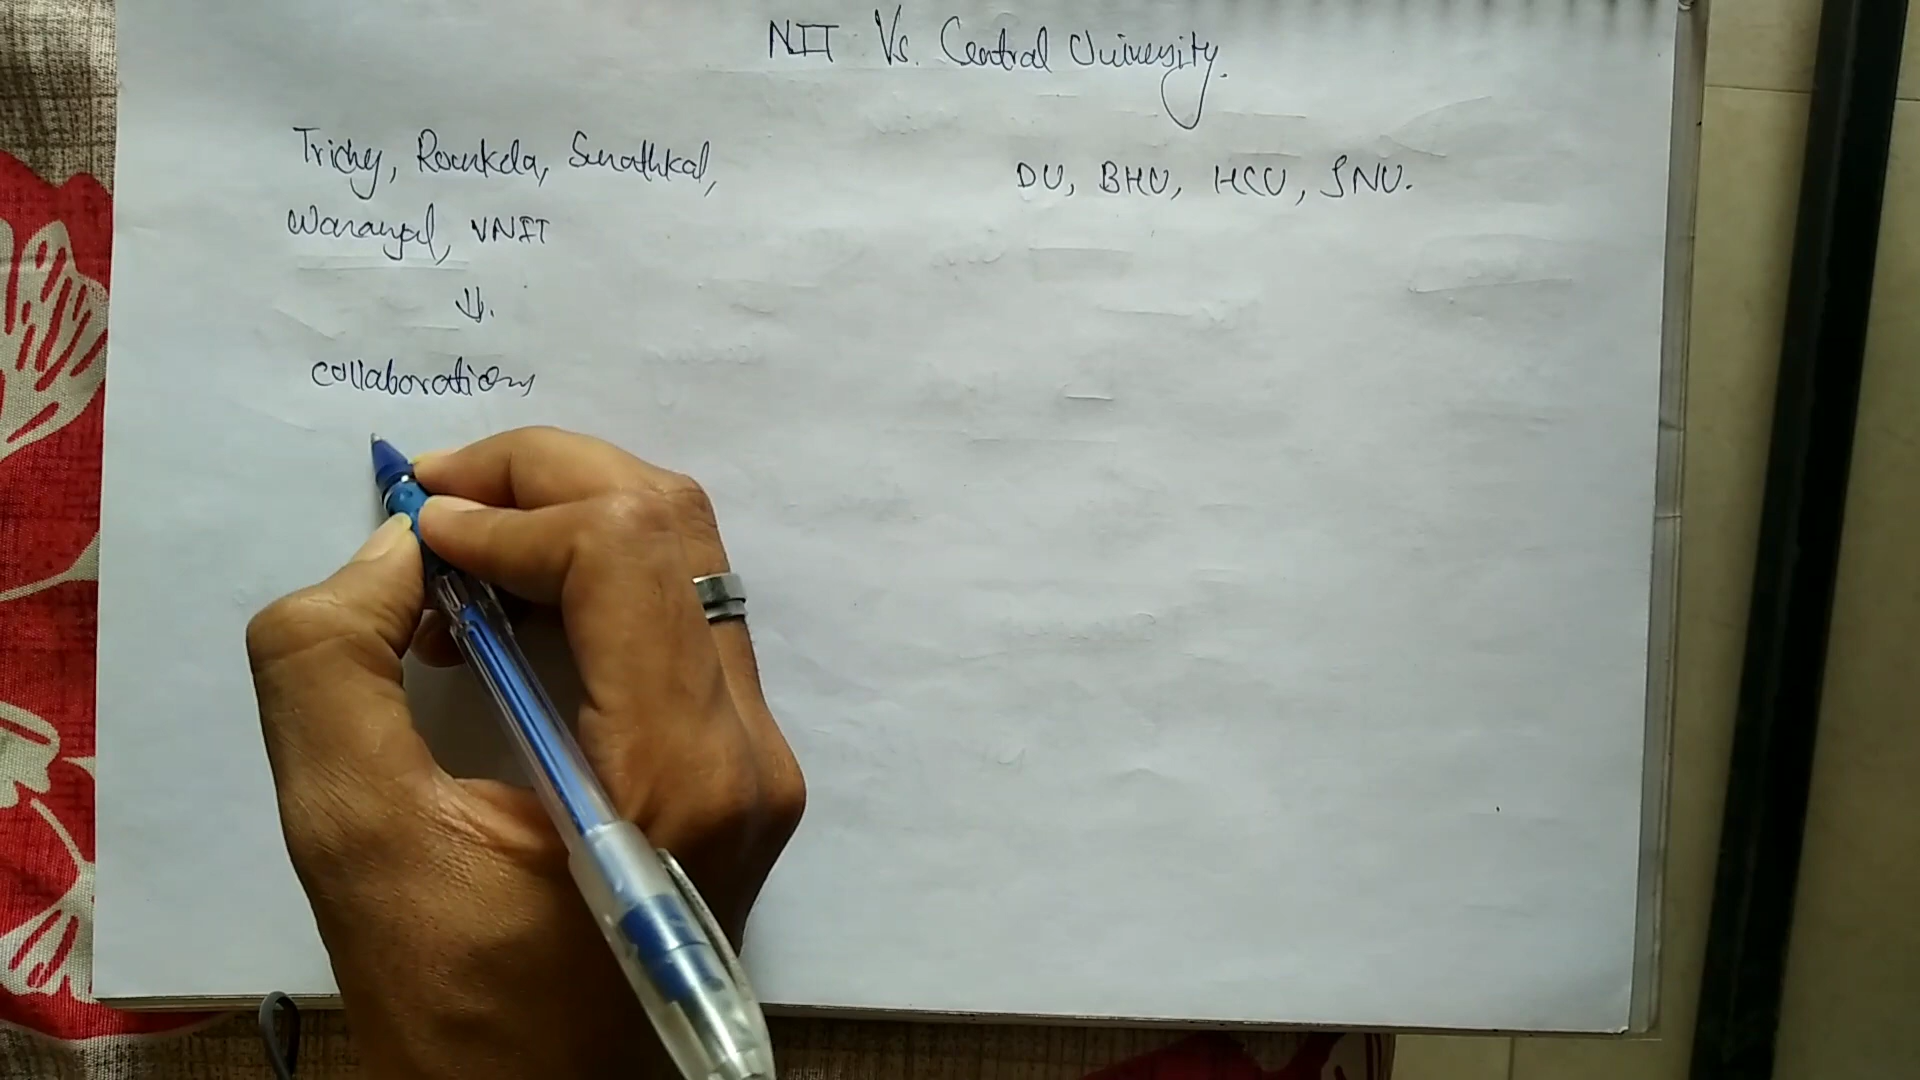 NIT Vs. Central University.
Trichy, Rourkela, Surathkal,
Warangal, VNIT
DU, BHU, HCU, JNU.
collaborations